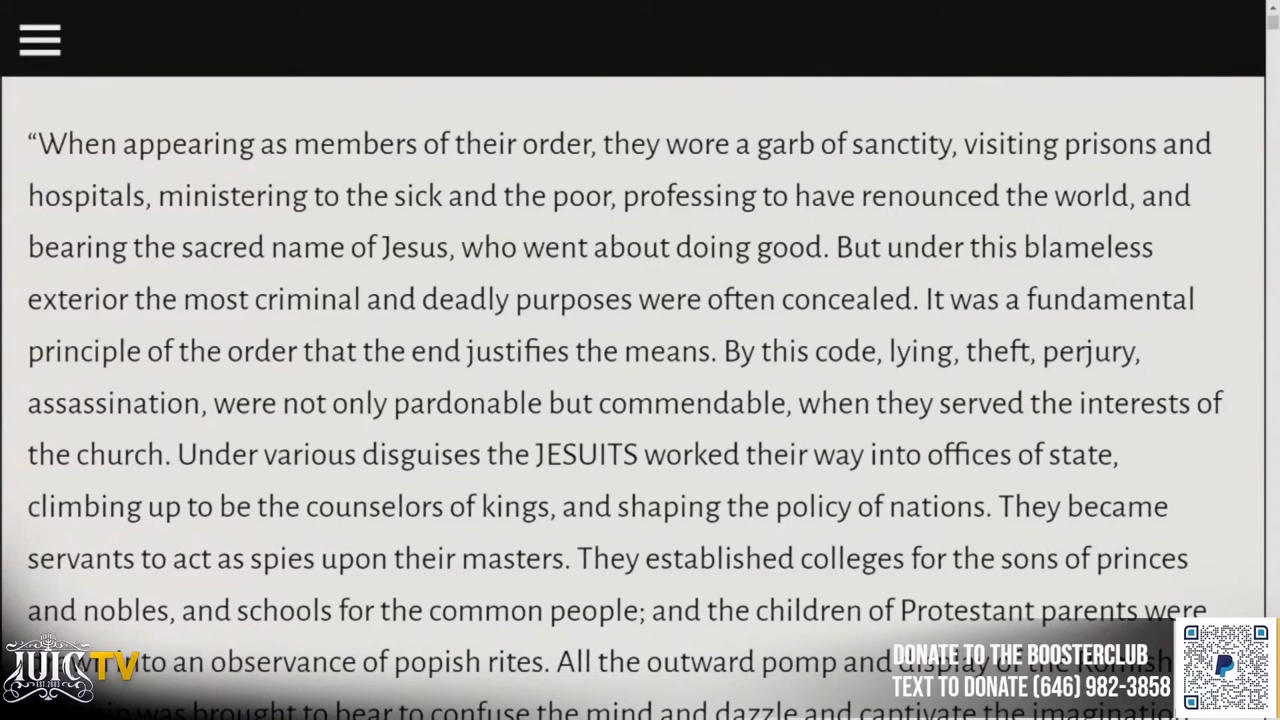 “When appearing as members of their order, they wore a garb of sanctity, visiting prisons and
hospitals, ministering to the sick and the poor, professing to have renounced the world, and
bearing the sacred name of Jesus, who went about doing good. But under this blameless
exterior the most criminal and deadly purposes were often concealed. It was a fundamental
principle of the order that the end justifies the means. By this code, lying, theft, perjury,
assassination, were not only pardonable but commendable, when they served the interests of
the church. Under various disguises the JESUITS worked their way into offices of state,
climbing up to be the counselors of kings, and shaping the policy of nations. They became
servants to act as spies upon their masters. They established colleges for the sons of princes
and nobles, and schools for the common people; and the children of Protestant parents were
to an observance of popish rites. All the outward pomp and display of the Romish
was brought to bear to confuse the mind and dazzle and captivate the imagination
IUIC TV
DONATE TO THE BOOSTERCLUB
TEXT TO DONATE (646) 982-3858